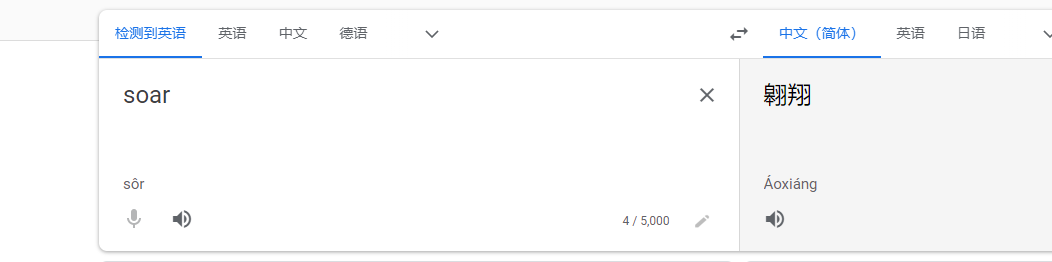 检测到英语 英语 中文 德语 中文（简体） 英语 日语
soar
翱翔
sôr
Áoxiáng
4 / 5,000